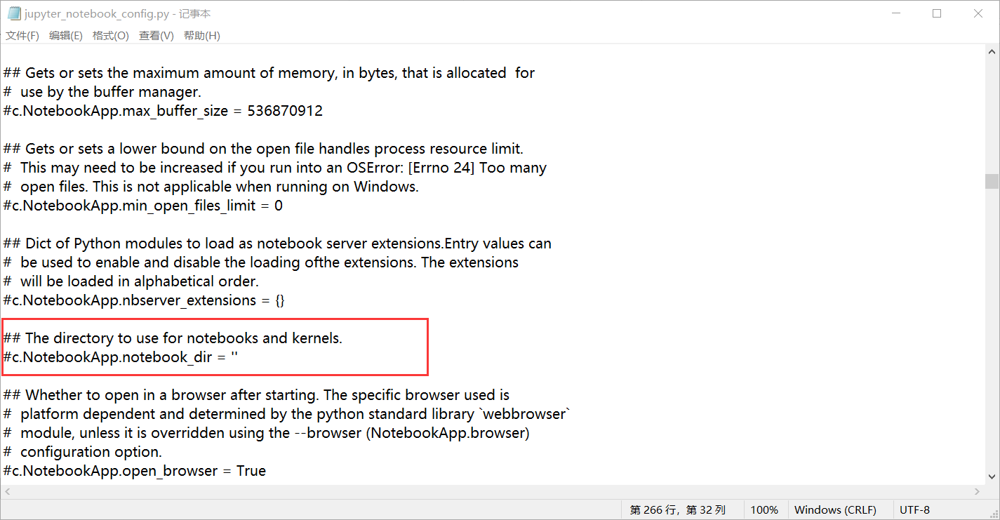 jupyter_notebook_config.py - 记事本
文件(F) 编辑(E) 格式(O) 查看(V) 帮助(H)
## Gets or sets the maximum amount of memory, in bytes, that is allocated  for
#  use by the buffer manager.
#c.NotebookApp.max_buffer_size = 536870912
## Gets or sets a lower bound on the open file handles process resource limit.
#  This may need to be increased if you run into an OSError: [Errno 24] Too many
#  open files. This is not applicable when running on Windows.
#c.NotebookApp.min_open_files_limit = 0
## Dict of Python modules to load as notebook server extensions.Entry values can
#  be used to enable and disable the loading ofthe extensions. The extensions
#  will be loaded in alphabetical order.
#c.NotebookApp.nbserver_extensions = {}
## The directory to use for notebooks and kernels.
#c.NotebookApp.notebook_dir = ''
## Whether to open in a browser after starting. The specific browser used is
#  platform dependent and determined by the python standard library `webbrowser`
#  module, unless it is overridden using the --browser (NotebookApp.browser)
#  configuration option.
#c.NotebookApp.open_browser = True
第 266 行，第 32 列 100% Windows (CRLF) UTF-8